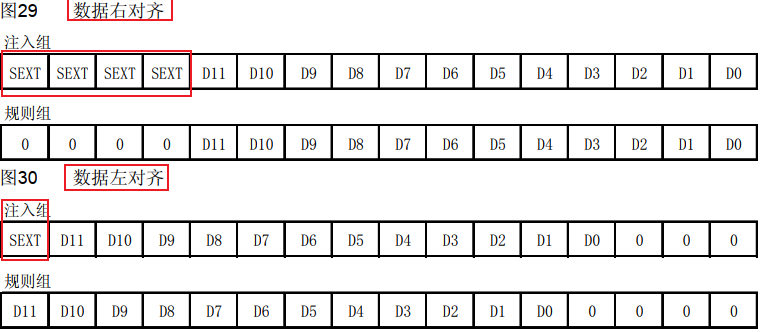 图29 数据右对齐
注入组
SEXT SEXT SEXT SEXT D11 D10 D9 D8 D7 D6 D5 D4 D3 D2 D1 D0
规则组
0 0 0 0 D11 D10 D9 D8 D7 D6 D5 D4 D3 D2 D1 D0
图30 数据左对齐
注入组
SEXT D11 D10 D9 D8 D7 D6 D5 D4 D3 D2 D1 D0 0 0 0
规则组
D11 D10 D9 D8 D7 D6 D5 D4 D3 D2 D1 D0 0 0 0 0